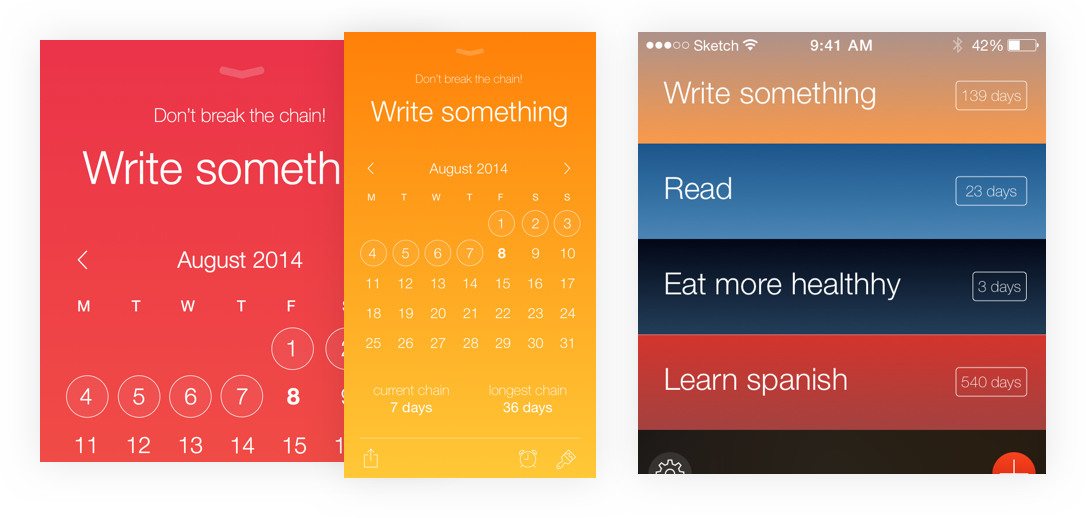 Don't break the chain!
Write someth
August 2014
M T W T F S
1 2
4 5 6 7 8 9
11 12 13 14 15 1
Don't break the chain!
Write something
August 2014
M T W T F S S
1 2 3
4 5 6 7 8 9 10
11 12 13 14 15 16 17
18 19 20 21 22 23 24
25 26 27 28 29 30 31
current chain longest chain
7 days 36 days
Sketch 9:41 AM 42%
Write something 139 days
Read 23 days
Eat more healthhy 3 days
Learn spanish 540 days